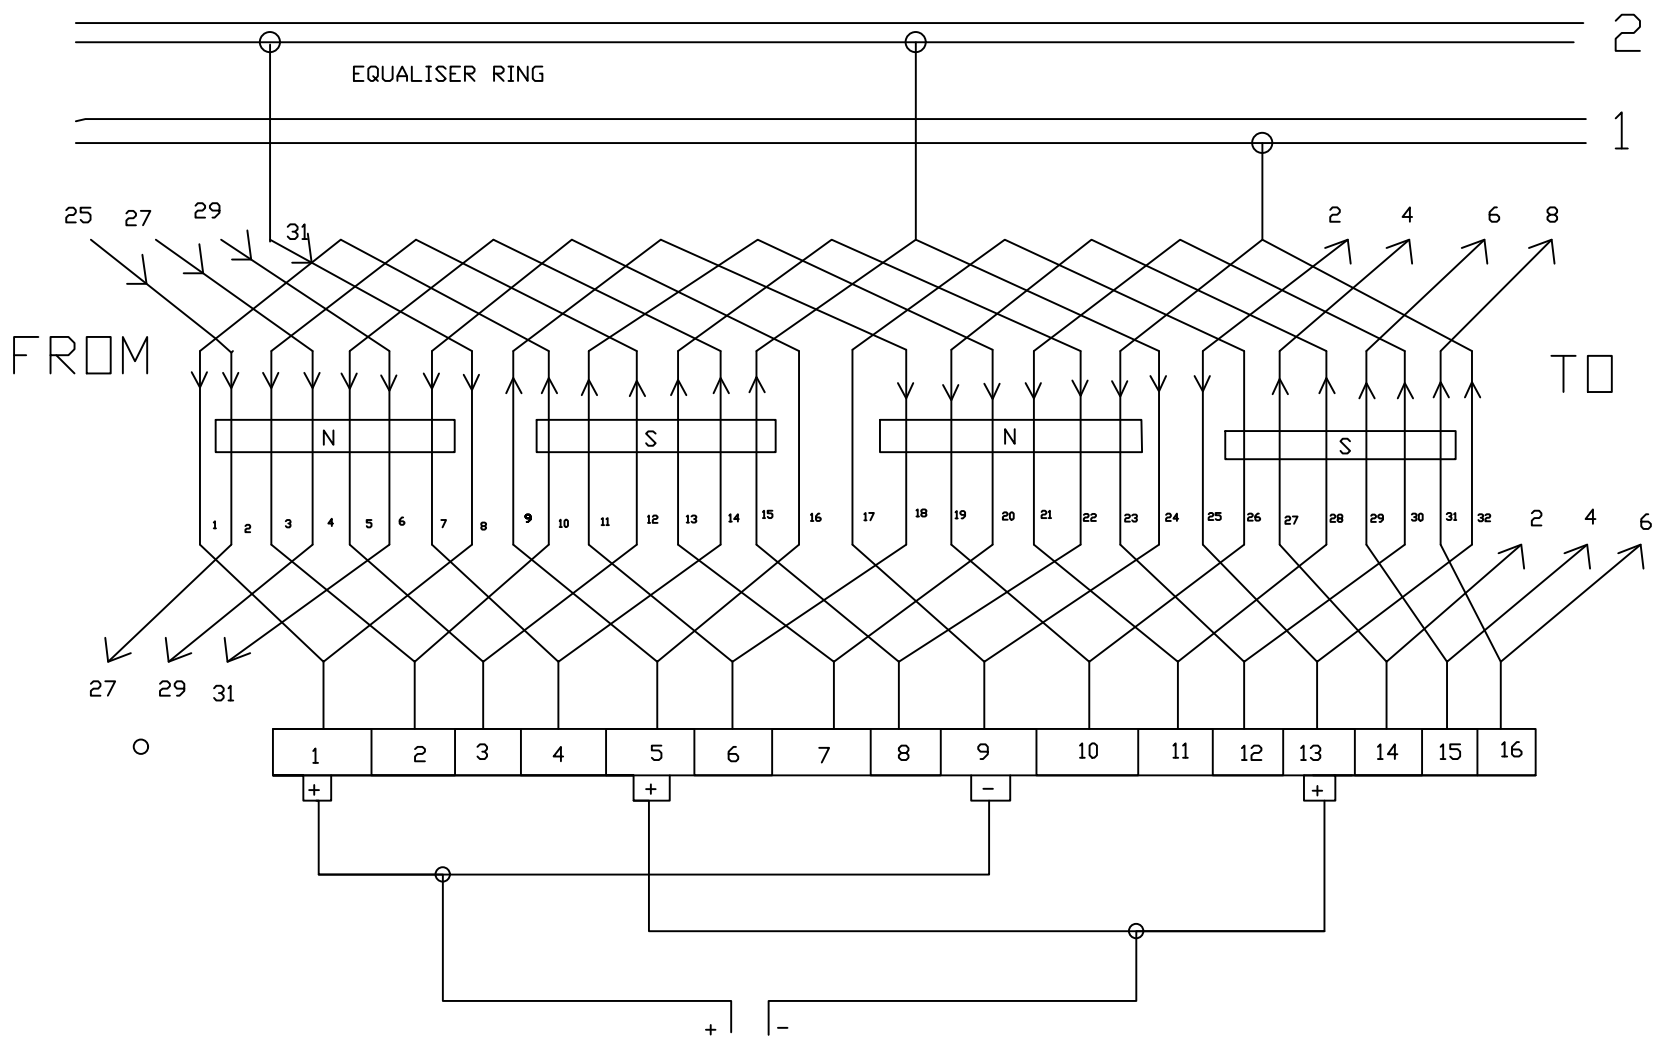 2
EQUALISER RING
1
25 27 29 31 2 4 6 8
FROM TO
N S N S
1 2 3 4 5 6 7 8 9 10 11 12 13 14 15 16 17 18 19 20 21 22 23 24 25 26 27 28 29 30 31 32 2 4 6
27 29 31
1 2 3 4 5 6 7 8 9 10 11 12 13 14 15 16
+ + - +
+ -